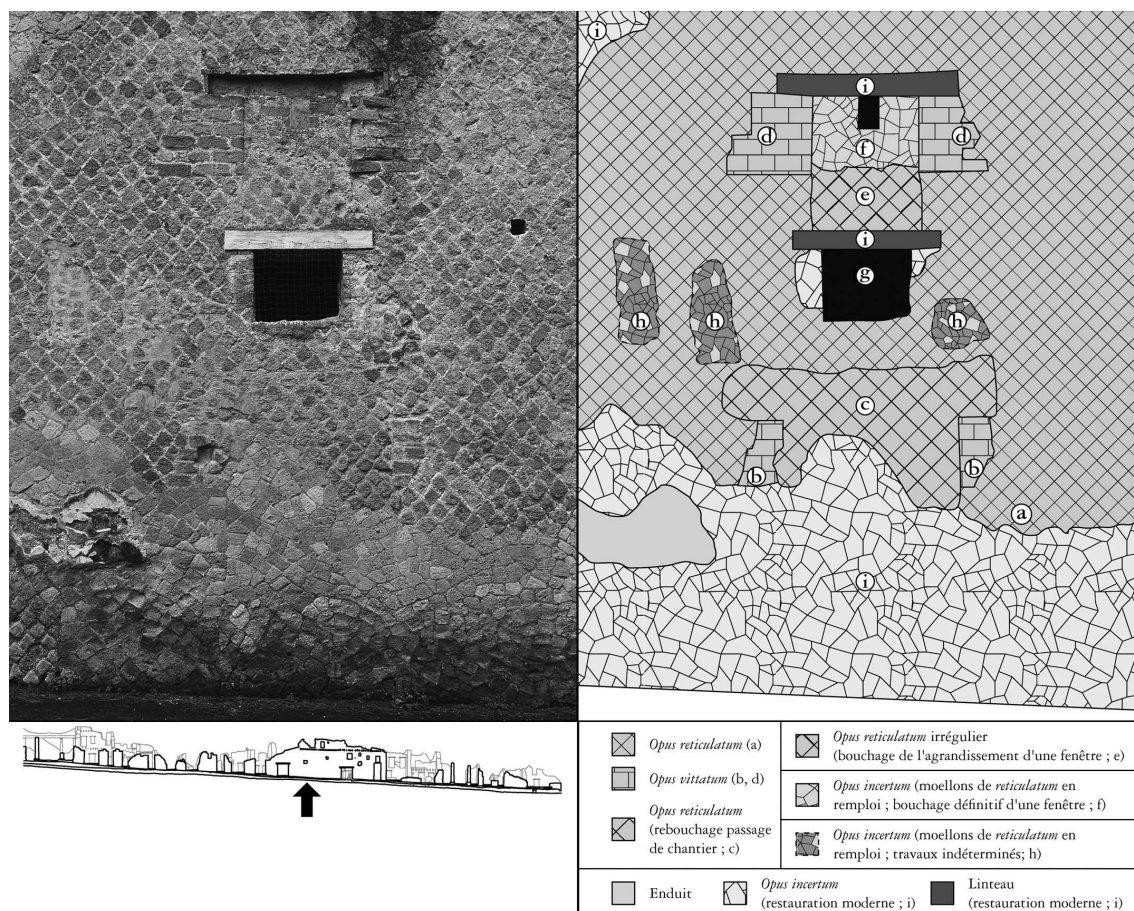 i
i
d
d
f
e
i
g
h
h
h
c
b
b
a
i
Opus reticulatum (a)
Opus vittatum (b, d)
Opus reticulatum
(rebouchage passage
de chantier ; c)
Opus reticulatum irrégulier
(bouchage de l'agrandissement d'une fenêtre ; e)
Opus incertum (moellons de reticulatum en
remploi ; bouchage définitif d'une fenêtre ; f)
Opus incertum (moellons de reticulatum en
remploi ; travaux indéterminés; h)
Enduit
Opus incertum
(restauration moderne ; i)
Linteau
(restauration moderne ; i)